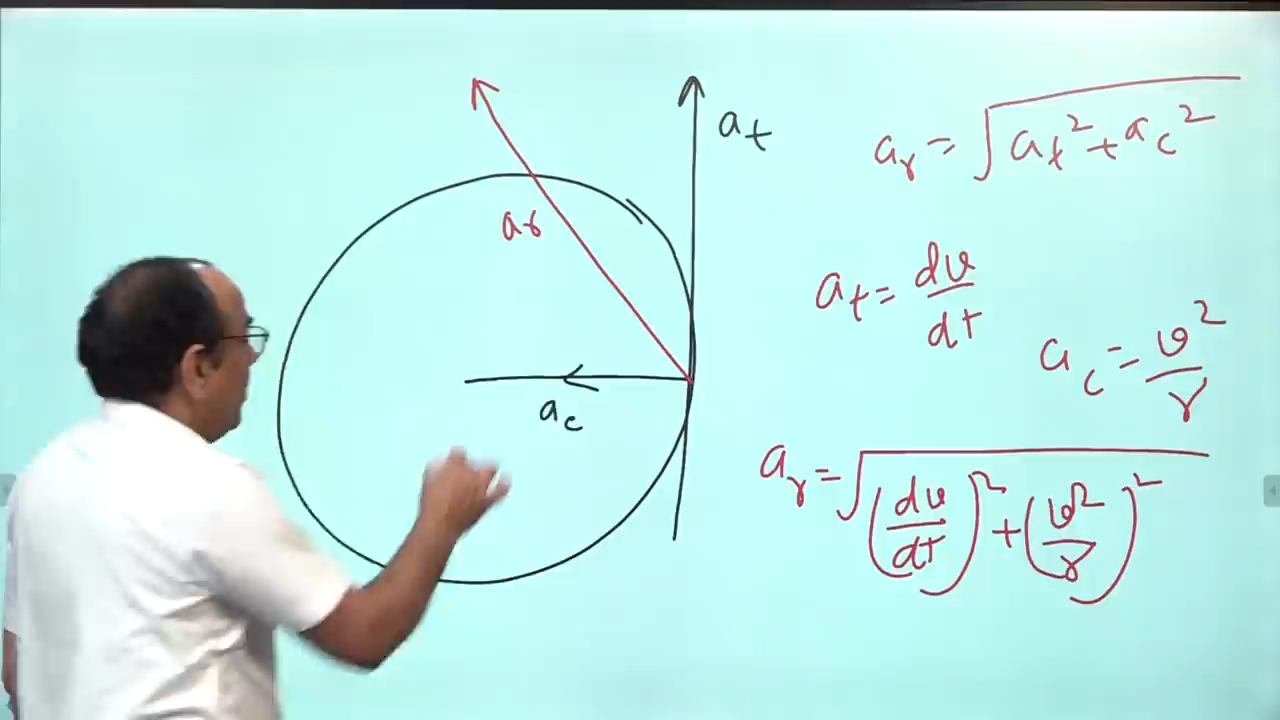 a_t
a_r
a_c
a_r = √(a_t² + a_c²)
a_t = dv/dt
a_c = v²/r
a_r = √((dv/dt)² + (v²/r)²)